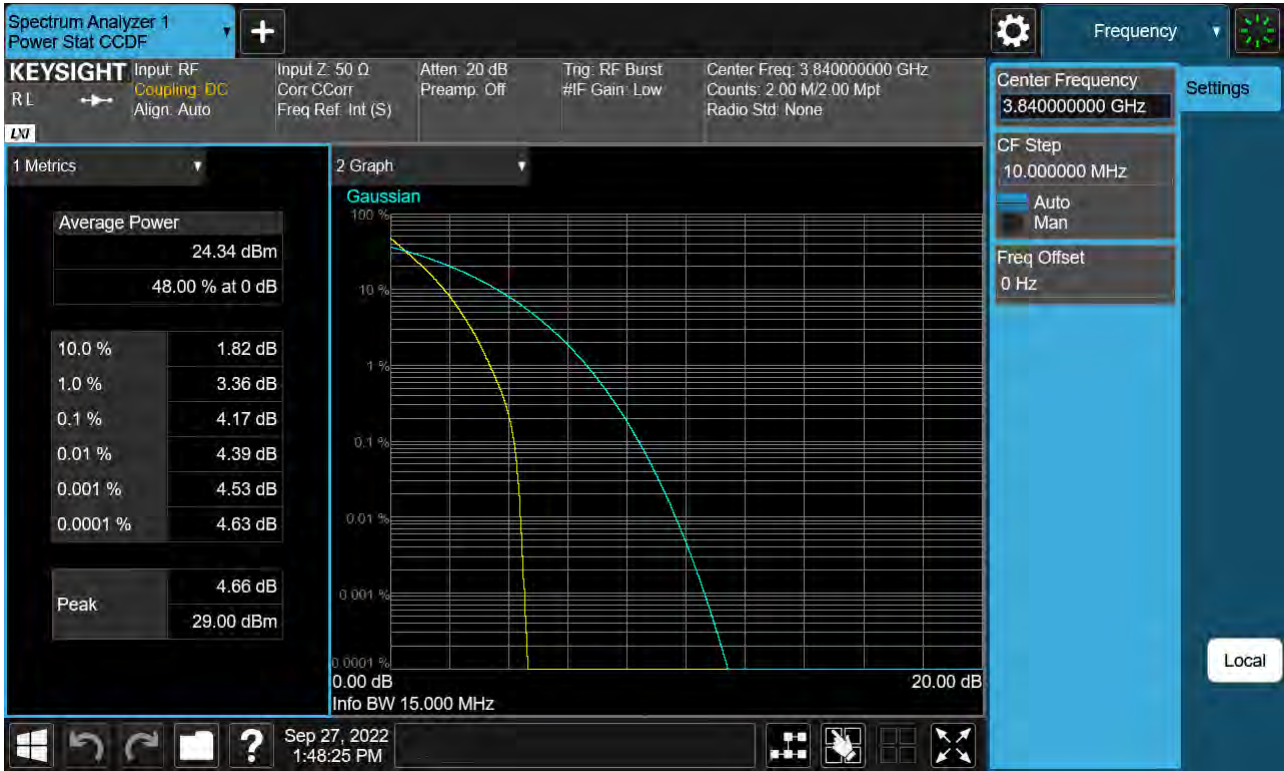 Spectrum Analyzer 1
Power Stat CCDF
Frequency
KEYSIGHT
RL
LXI
Input: RF
Coupling: DC
Align: Auto
Input Z: 50 Ω
Corr CCorr
Freq Ref: Int (S)
Atten: 20 dB
Preamp: Off
Trig: RF Burst
#IF Gain: Low
Center Freq: 3.840000000 GHz
Counts: 2.00 M/2.00 Mpt
Radio Std: None
Center Frequency
3.840000000 GHz
CF Step
10.000000 MHz
Auto
Man
Freq Offset
0 Hz
Settings
Local
1 Metrics
Average Power
24.34 dBm
48.00 % at 0 dB
10.0 % 1.82 dB
1.0 % 3.36 dB
0.1 % 4.17 dB
0.01 % 4.39 dB
0.001 % 4.53 dB
0.0001 % 4.63 dB
Peak
4.66 dB
29.00 dBm
2 Graph
Gaussian
100 %
10 %
1 %
0.1 %
0.01 %
0.001 %
0.0001 %
0.00 dB 20.00 dB
Info BW 15.000 MHz
?
Sep 27, 2022
1:48:25 PM